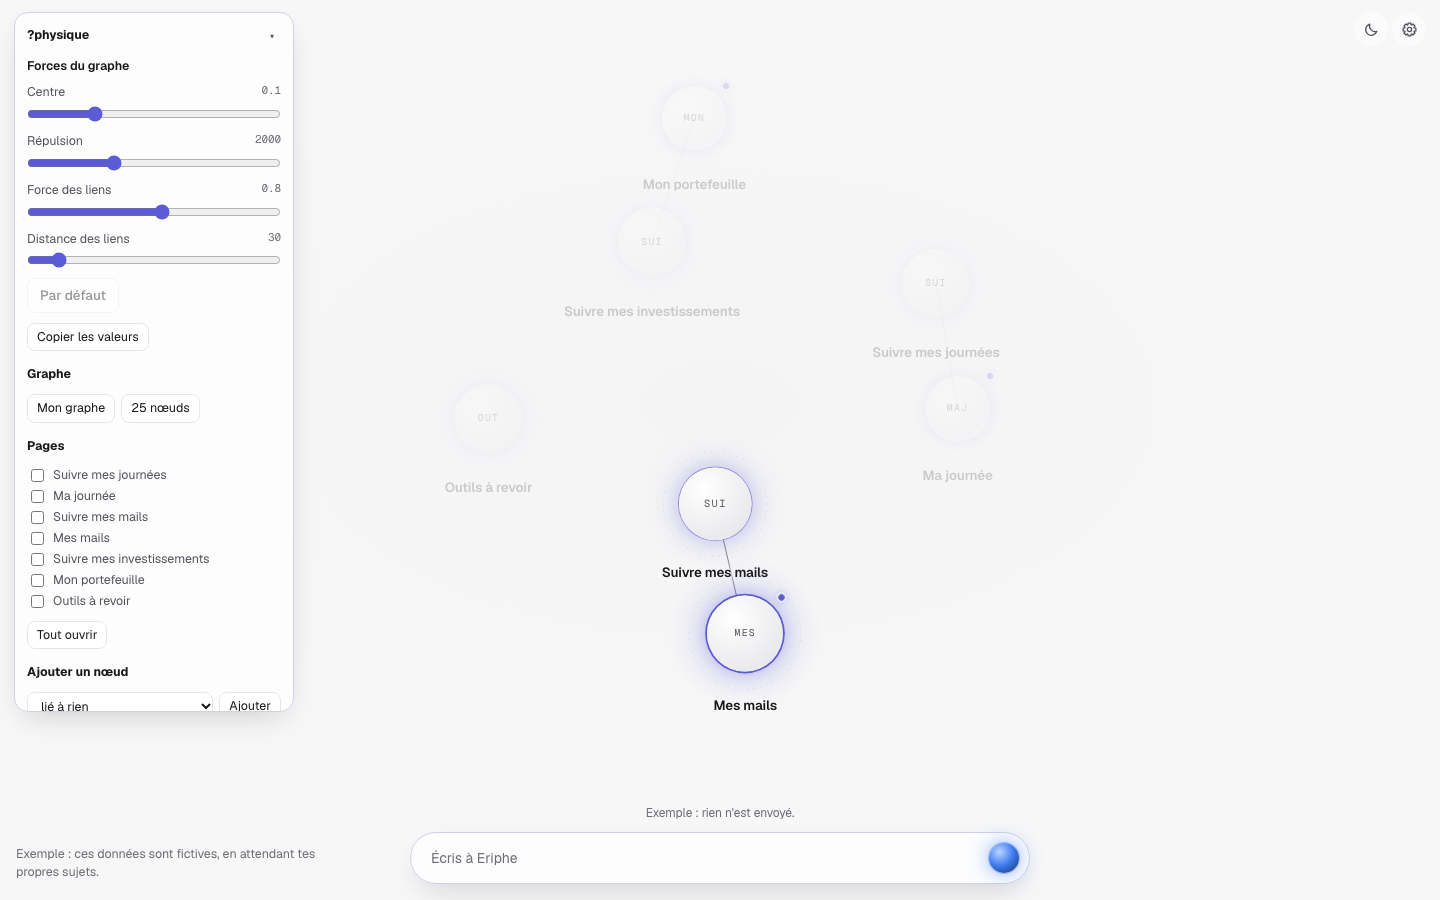 ?physique
Forces du graphe
Centre 0.1
Répulsion 2000
Force des liens 0.8
Distance des liens 30
Par défaut
Copier les valeurs
Graphe
Mon graphe 25 nœuds
Pages
Suivre mes journées
Ma journée
Suivre mes mails
Mes mails
Suivre mes investissements
Mon portefeuille
Outils à revoir
Tout ouvrir
Ajouter un nœud
lié à rien Ajouter
MON
Mon portefeuille
SUI
Suivre mes investissements
SUI
Suivre mes journées
MAJ
Ma journée
OUT
Outils à revoir
SUI
Suivre mes mails
MES
Mes mails
Exemple : rien n'est envoyé.
Écris à Eriphe
Exemple : ces données sont fictives, en attendant tes
propres sujets.